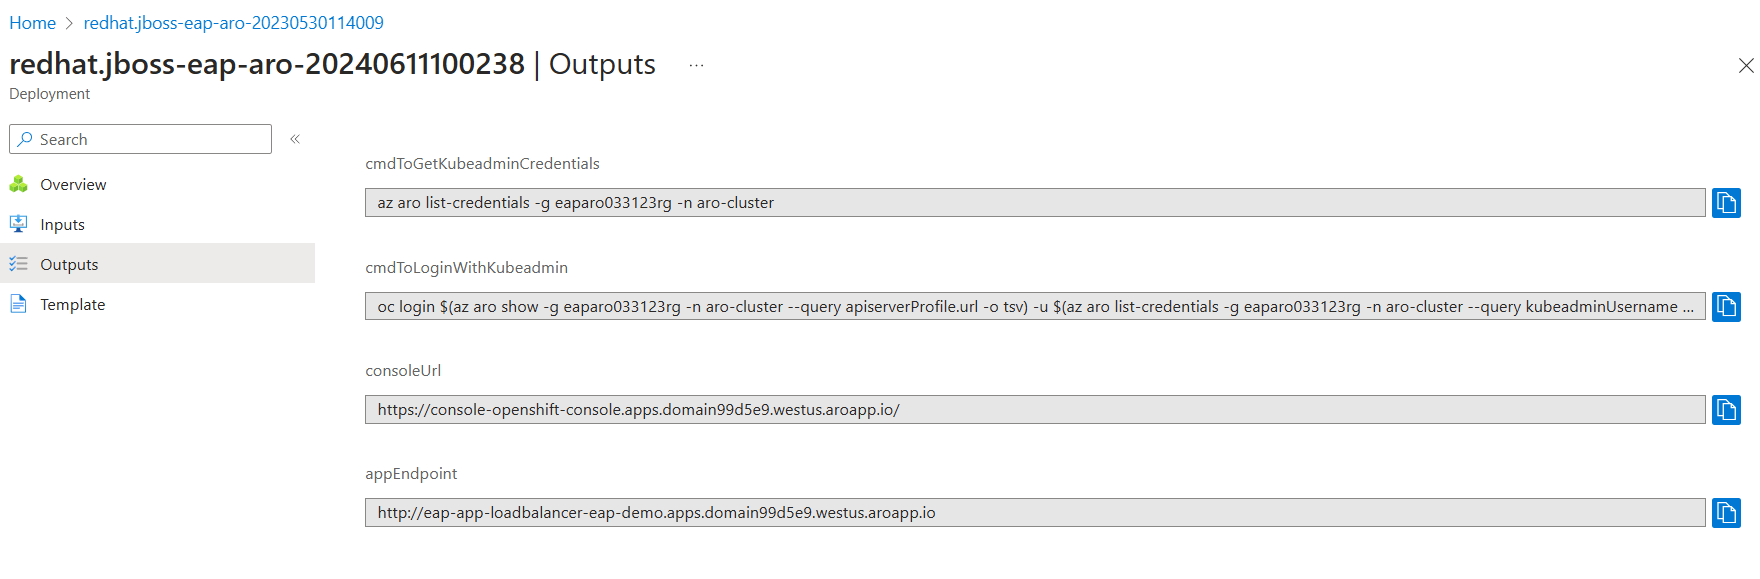 Home > redhat.jboss-eap-aro-20230530114009
redhat.jboss-eap-aro-20240611100238 | Outputs ...
Deployment
Search «
Overview
Inputs
Outputs
Template
cmdToGetKubeadminCredentials
az aro list-credentials -g eaparo033123rg -n aro-cluster
cmdToLoginWithKubeadmin
oc login $(az aro show -g eaparo033123rg -n aro-cluster --query apiserverProfile.url -o tsv) -u $(az aro list-credentials -g eaparo033123rg -n aro-cluster --query kubeadminUsername ...
consoleUrl
https://console-openshift-console.apps.domain99d5e9.westus.aroapp.io/
appEndpoint
http://eap-app-loadbalancer-eap-demo.apps.domain99d5e9.westus.aroapp.io